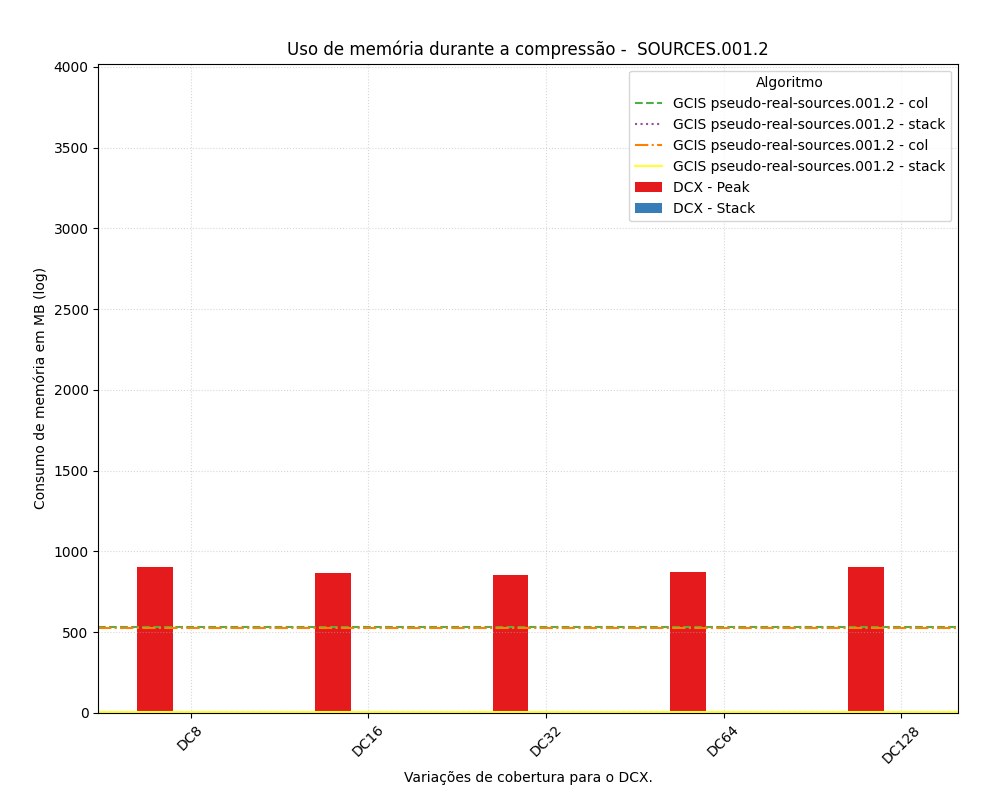 Uso de memória durante a compressão -  SOURCES.001.2
Algoritmo
GCIS pseudo-real-sources.001.2 - col
GCIS pseudo-real-sources.001.2 - stack
GCIS pseudo-real-sources.001.2 - col
GCIS pseudo-real-sources.001.2 - stack
DCX - Peak
DCX - Stack
Consumo de memória em MB (log)
4000
3500
3000
2500
2000
1500
1000
500
0
DC8
DC16
DC32
DC64
DC128
Variações de cobertura para o DCX.